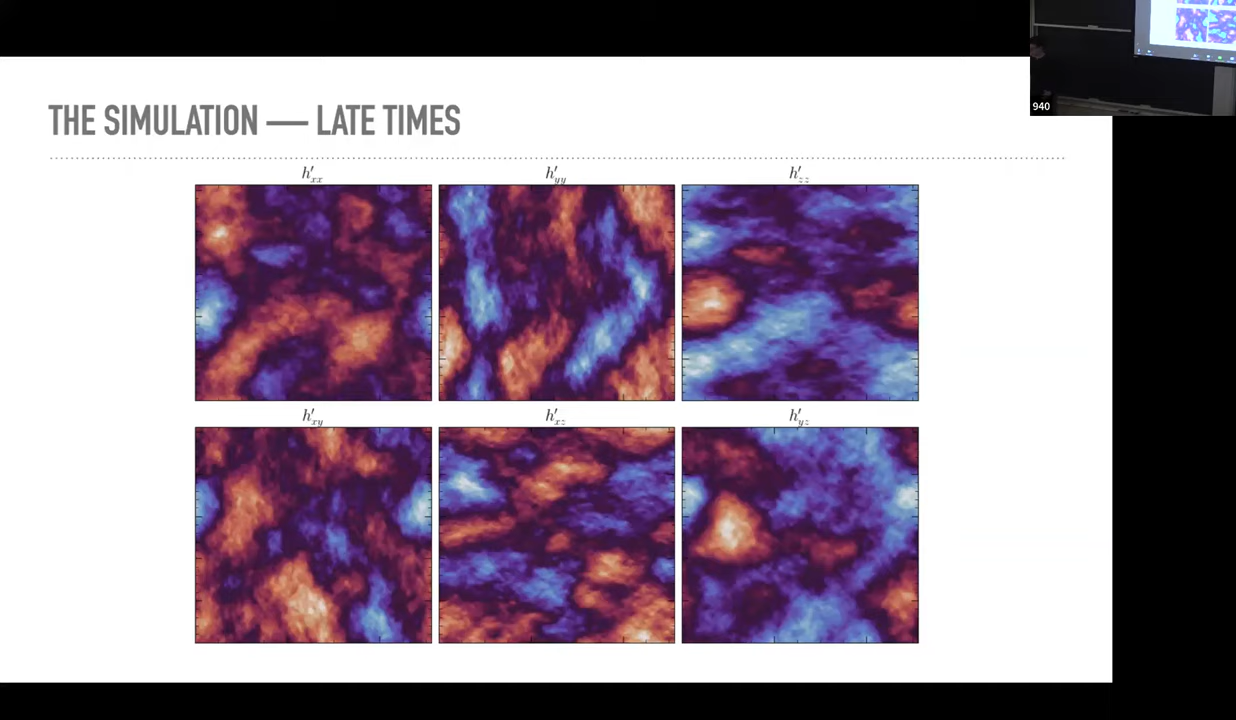 THE SIMULATION — LATE TIMES
h′xx h′yy h′zz
h′xy h′xz h′yz
940